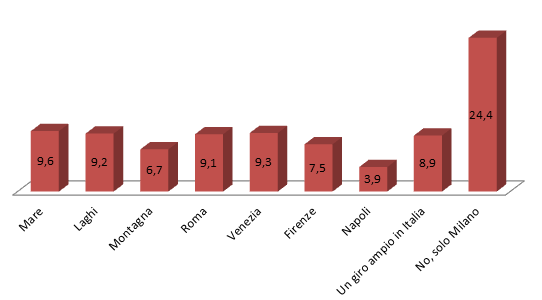 9,6
9,2
6,7
9,1
9,3
7,5
3,9
8,9
24,4
Mare
Laghi
Montagna
Roma
Venezia
Firenze
Napoli
Un giro ampio in Italia
No, solo Milano